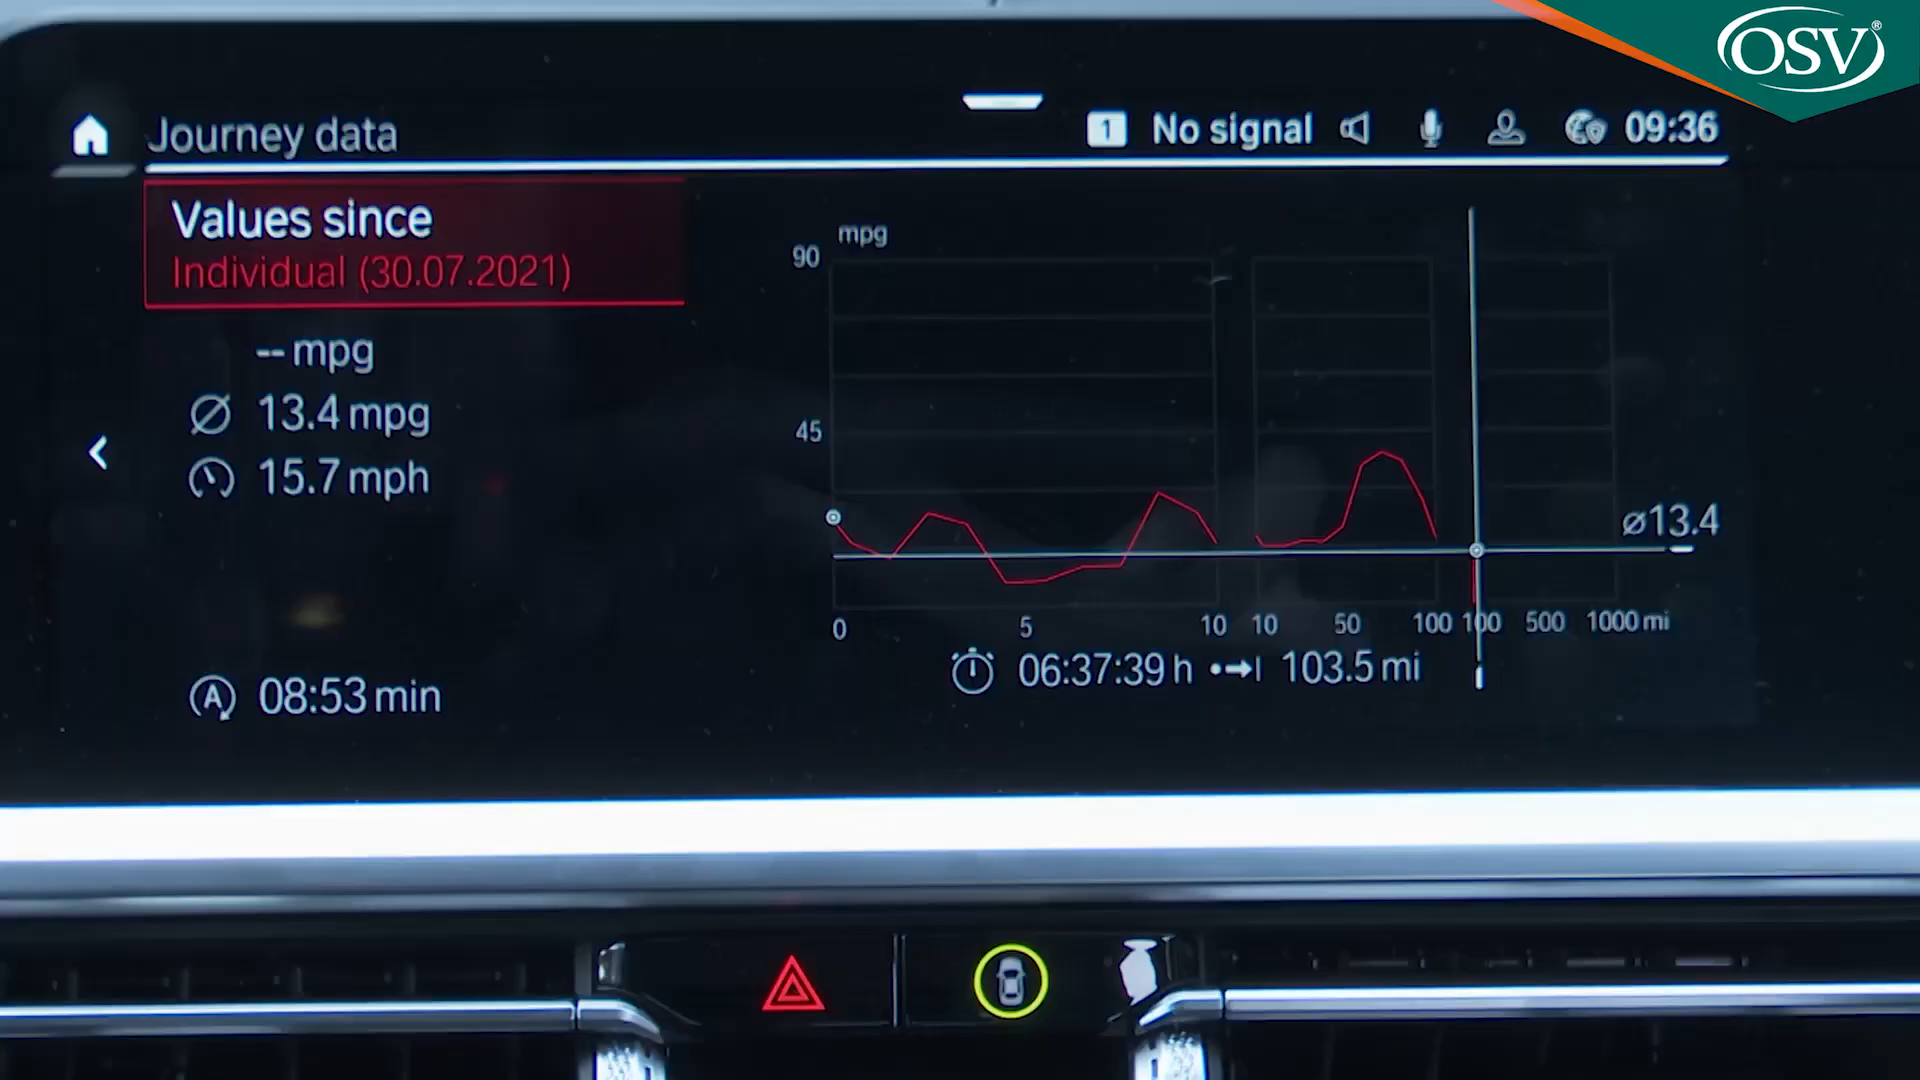 OSV®
Journey data
1 No signal 09:36
Values since
Individual (30.07.2021)
-- mpg
Ø 13.4 mpg
15.7 mph
A 08:53 min
mpg
90
45
ø13.4
0 5 10 10 50 100 100 500 1000 mi
06:37:39 h 103.5 mi